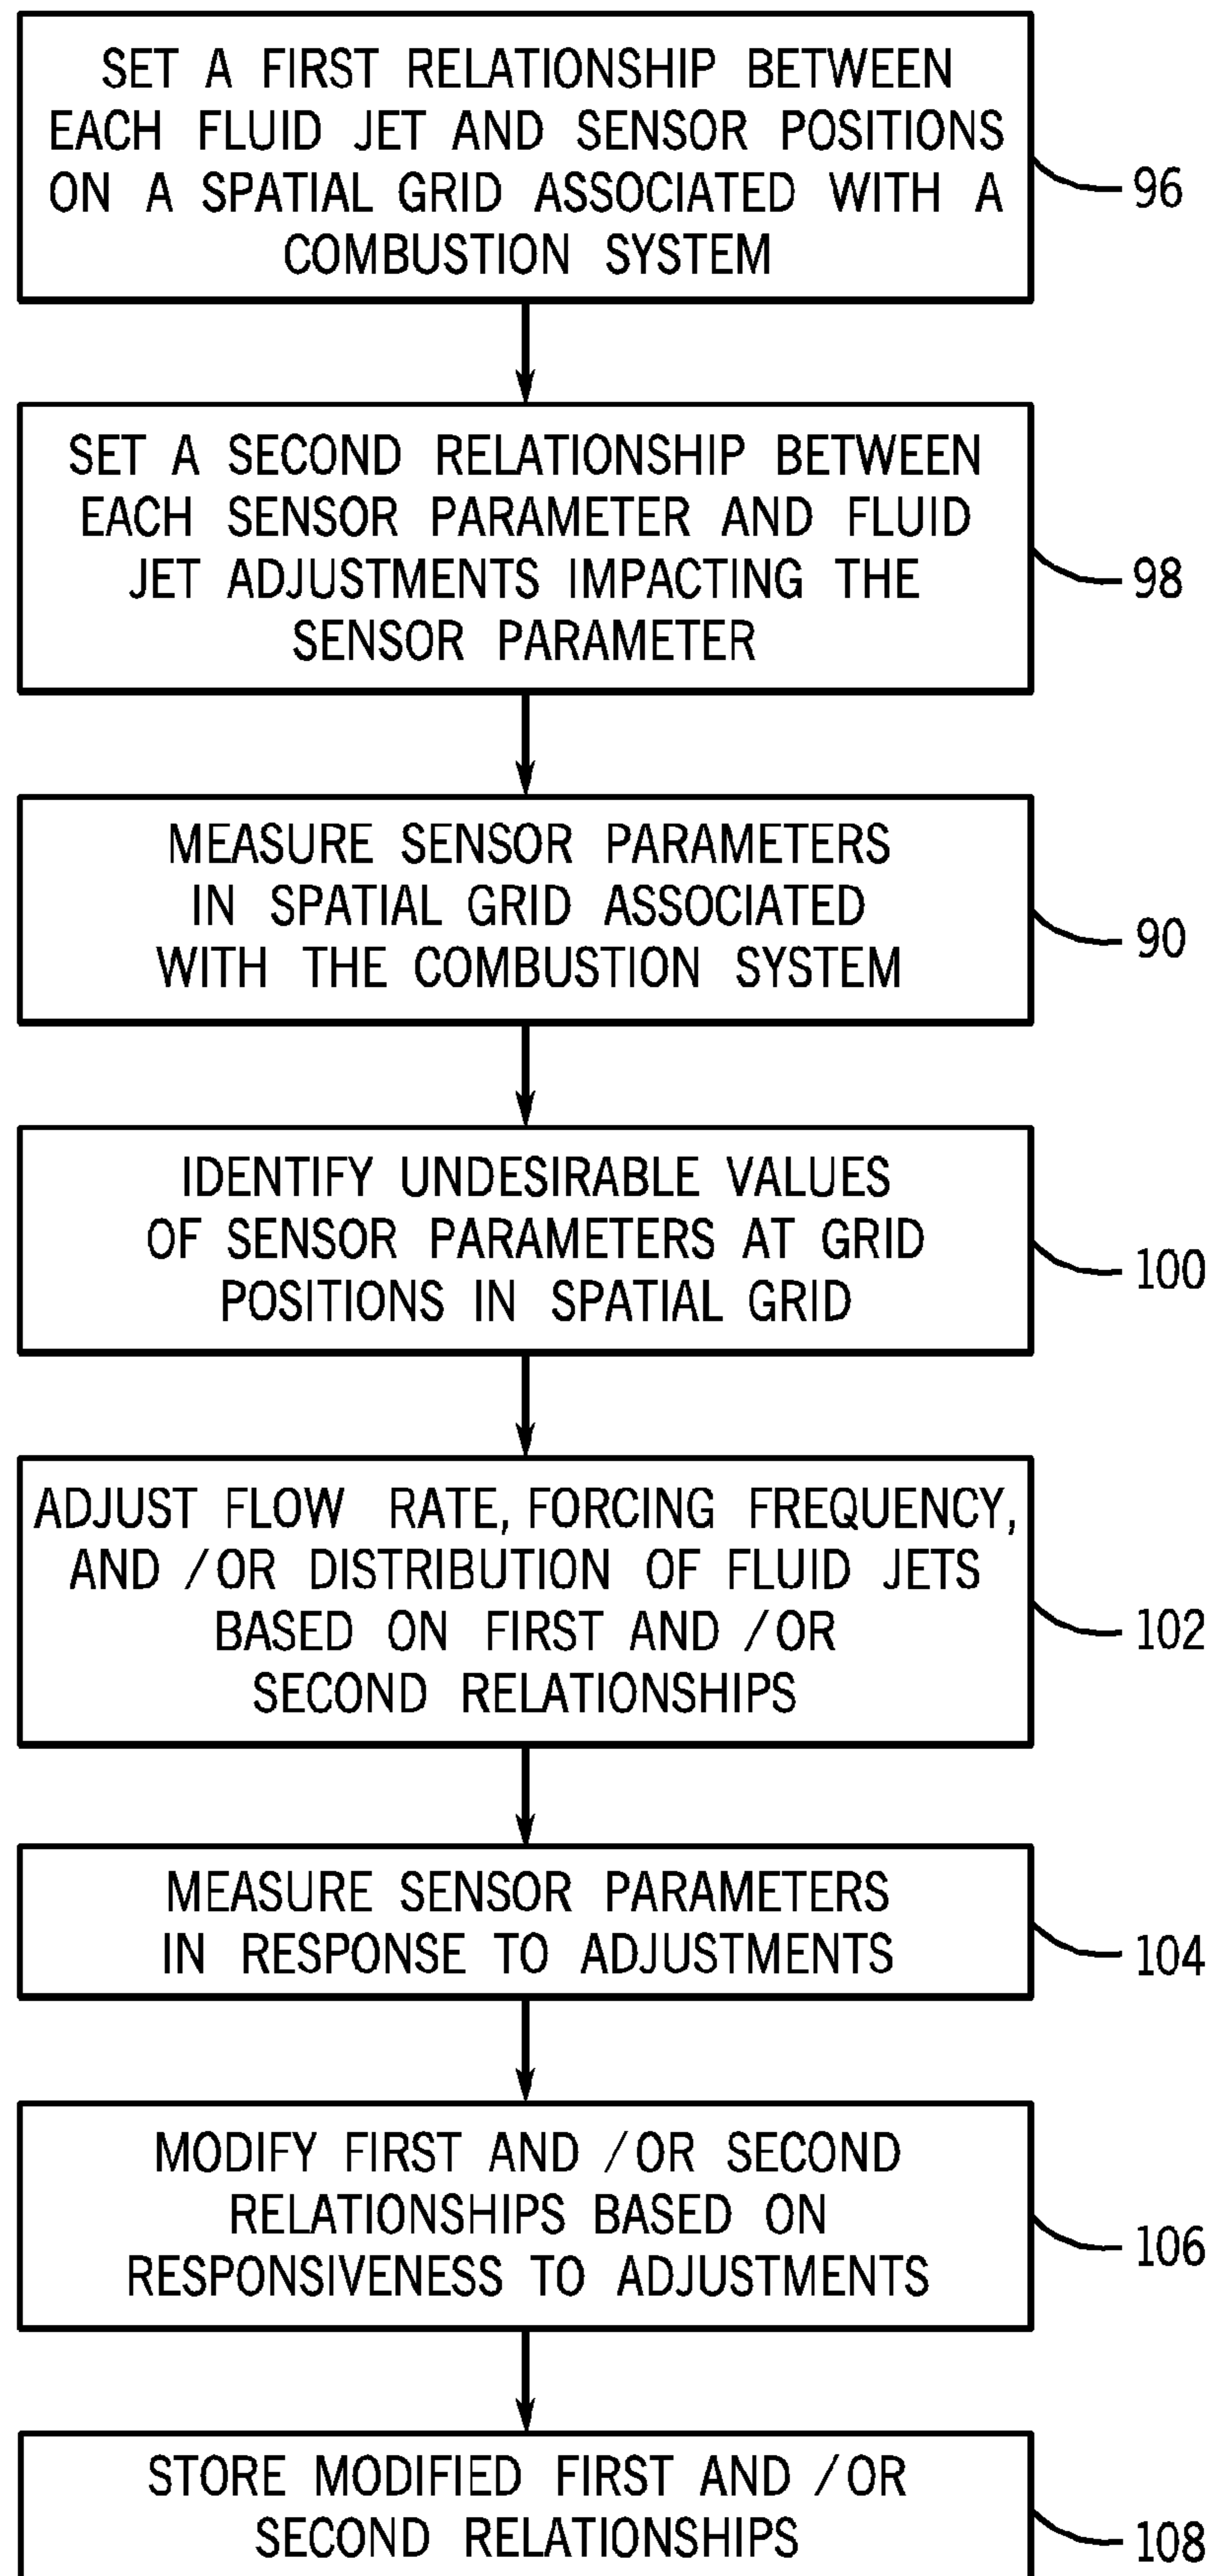 SET A FIRST RELATIONSHIP BETWEEN
EACH FLUID JET AND SENSOR POSITIONS
ON A SPATIAL GRID ASSOCIATED WITH A
COMBUSTION SYSTEM
96
SET A SECOND RELATIONSHIP BETWEEN
EACH SENSOR PARAMETER AND FLUID
JET ADJUSTMENTS IMPACTING THE
SENSOR PARAMETER
98
MEASURE SENSOR PARAMETERS
IN SPATIAL GRID ASSOCIATED
WITH THE COMBUSTION SYSTEM
90
IDENTIFY UNDESIRABLE VALUES
OF SENSOR PARAMETERS AT GRID
POSITIONS IN SPATIAL GRID
100
ADJUST FLOW RATE, FORCING FREQUENCY,
AND /OR DISTRIBUTION OF FLUID JETS
BASED ON FIRST AND /OR
SECOND RELATIONSHIPS
102
MEASURE SENSOR PARAMETERS
IN RESPONSE TO ADJUSTMENTS
104
MODIFY FIRST AND /OR SECOND
RELATIONSHIPS BASED ON
RESPONSIVENESS TO ADJUSTMENTS
106
STORE MODIFIED FIRST AND /OR
SECOND RELATIONSHIPS
108